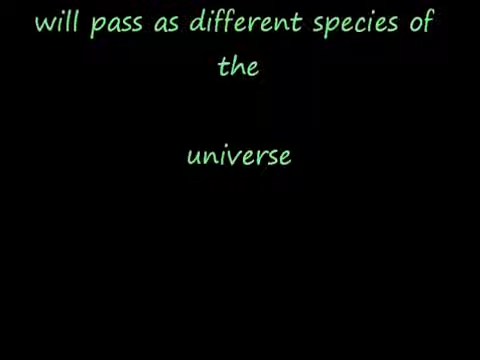 will pass as different species of
the
universe